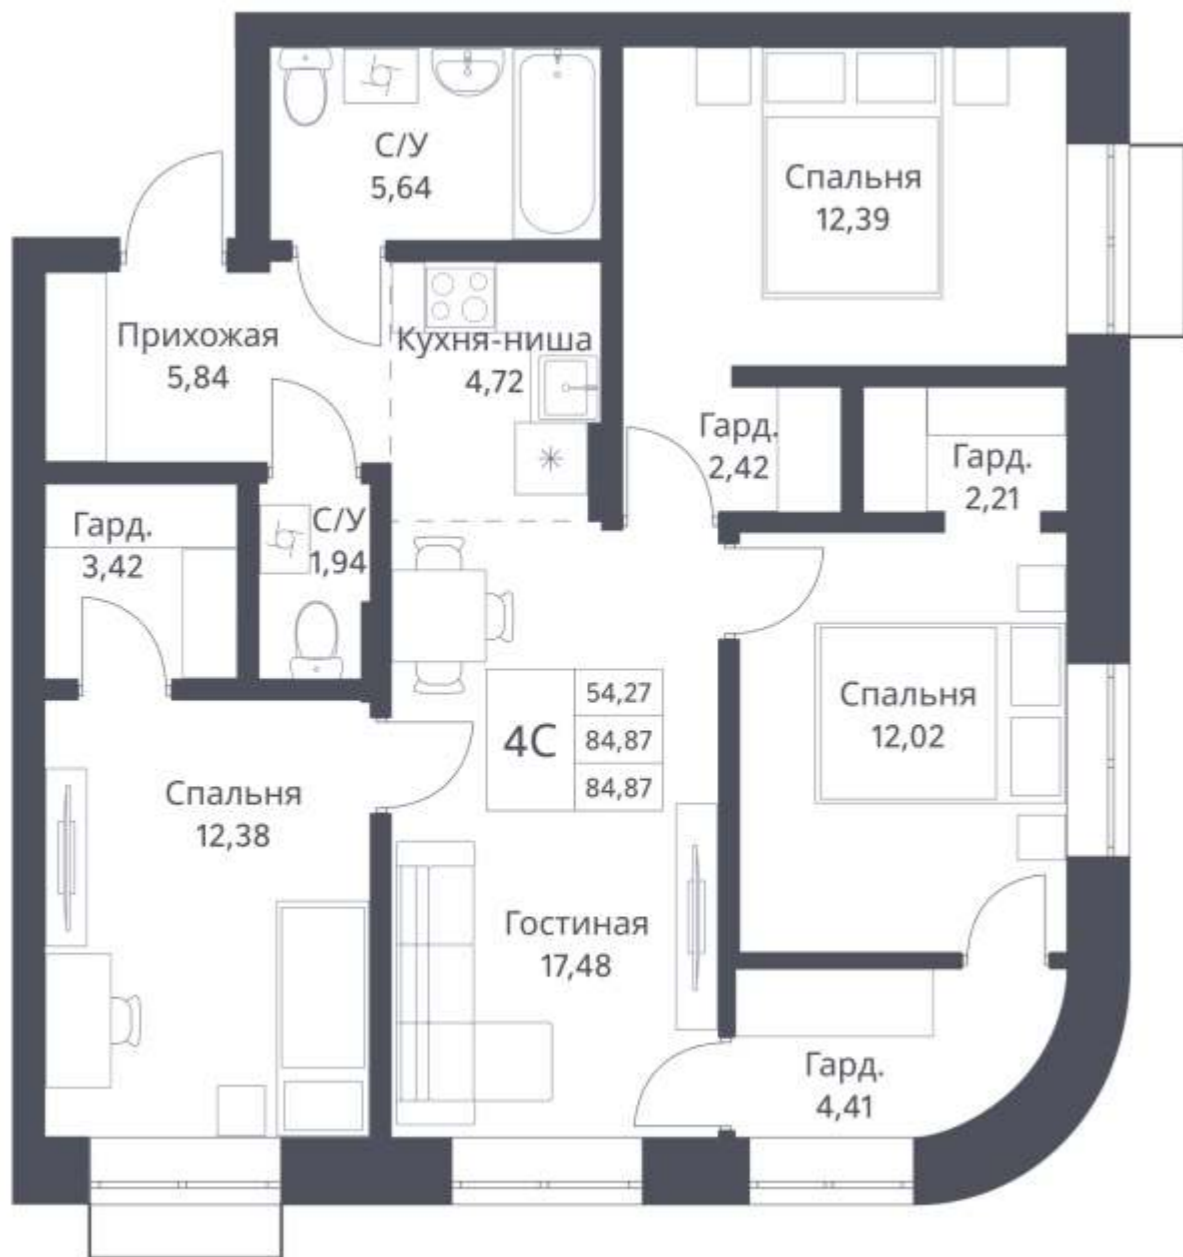 С/У
5,64
Спальня
12,39
Прихожая
5,84
Кухня-ниша
4,72
Гард.
2,42
Гард.
2,21
Гард.
3,42
С/У
1,94
4С
54,27
84,87
84,87
Спальня
12,02
Спальня
12,38
Гостиная
17,48
Гард.
4,41